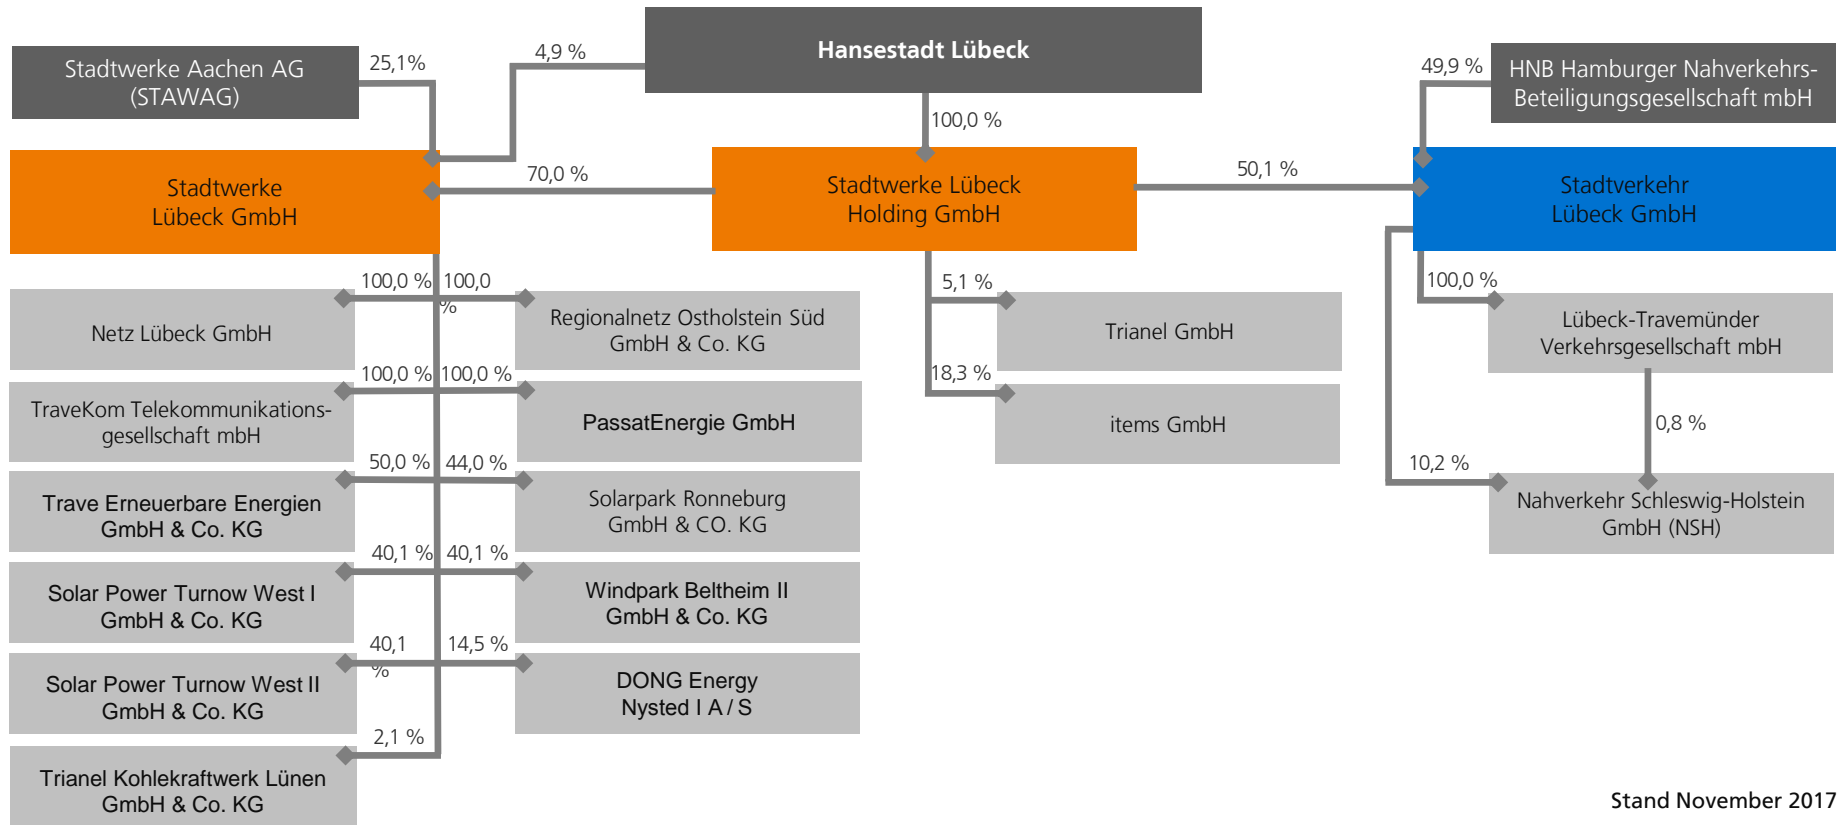 Hansestadt Lübeck
Stadtwerke Aachen AG
(STAWAG)
25,1%
4,9 %
49,9 %
HNB Hamburger Nahverkehrs-
Beteiligungsgesellschaft mbH
100,0 %
Stadtwerke
Lübeck GmbH
70,0 %
Stadtwerke Lübeck
Holding GmbH
50,1 %
Stadtverkehr
Lübeck GmbH
100,0 %
100,0
%
Netz Lübeck GmbH
Regionalnetz Ostholstein Süd
GmbH & Co. KG
100,0 %
100,0 %
TraveKom Telekommunikations-
gesellschaft mbH
PassatEnergie GmbH
50,0 %
44,0 %
Trave Erneuerbare Energien
GmbH & Co. KG
Solarpark Ronneburg
GmbH & CO. KG
40,1 %
40,1 %
Solar Power Turnow West I
GmbH & Co. KG
Windpark Beltheim II
GmbH & Co. KG
40,1
%
14,5 %
Solar Power Turnow West II
GmbH & Co. KG
DONG Energy
Nysted I A / S
2,1 %
Trianel Kohlekraftwerk Lünen
GmbH & Co. KG
5,1 %
Trianel GmbH
18,3 %
items GmbH
100,0 %
Lübeck-Travemünder
Verkehrsgesellschaft mbH
0,8 %
10,2 %
Nahverkehr Schleswig-Holstein
GmbH (NSH)
Stand November 2017